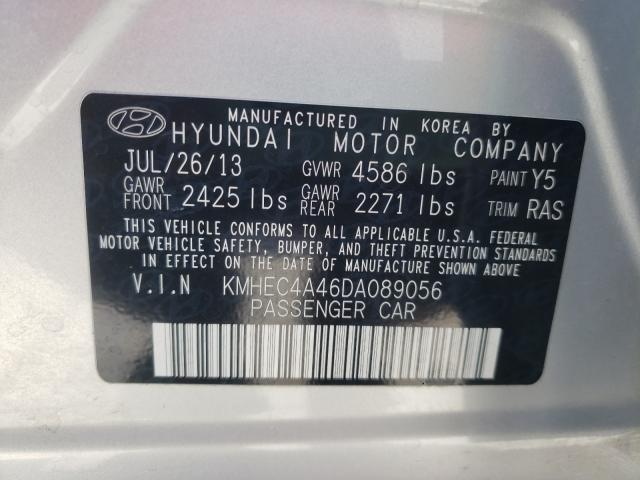 MANUFACTURED IN KOREA BY
HYUNDAI MOTOR COMPANY
JUL/26/13 GVWR 4586 lbs PAINT Y5
GAWR FRONT 2425 lbs GAWR REAR 2271 lbs TRIM RAS
THIS VEHICLE CONFORMS TO ALL APPLICABLE U.S.A. FEDERAL
MOTOR VEHICLE SAFETY, BUMPER, AND THEFT PREVENTION STANDARDS
IN EFFECT ON THE DATE OF MANUFACTURE SHOWN ABOVE.
V.I.N KMHEC4A46DA089056
PASSENGER CAR